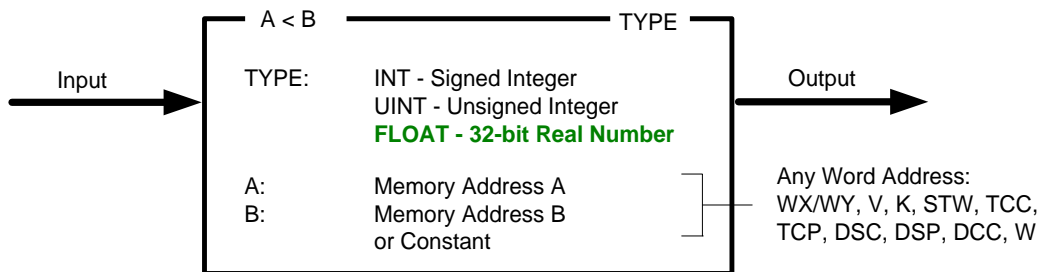 A < B TYPE
Input
TYPE: INT - Signed Integer
UINT - Unsigned Integer
FLOAT - 32-bit Real Number
Output
A: Memory Address A
B: Memory Address B
or Constant
Any Word Address:
WX/WY, V, K, STW, TCC,
TCP, DSC, DSP, DCC, W